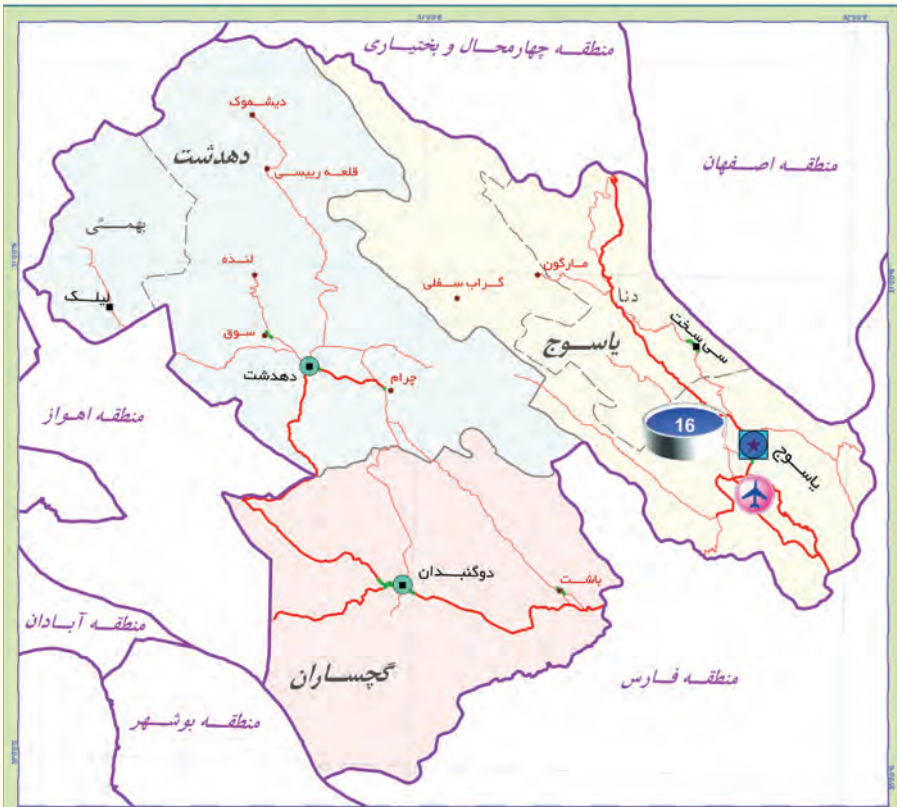 منطقه چهارمحال و بختیاری
منطقه اصفهان
دیشموک
دهدشت
قلعه رییسی
بهمئی
لنده
مارگون
گراب سفلی
دنا
لیکک
سوق
سی سخت
یاسوج
دهدشت
چرام
منطقه اهواز
16
یاسوج
دوگنبدان
باشت
منطقه آبادان
گچساران
منطقه فارس
منطقه بوشهر